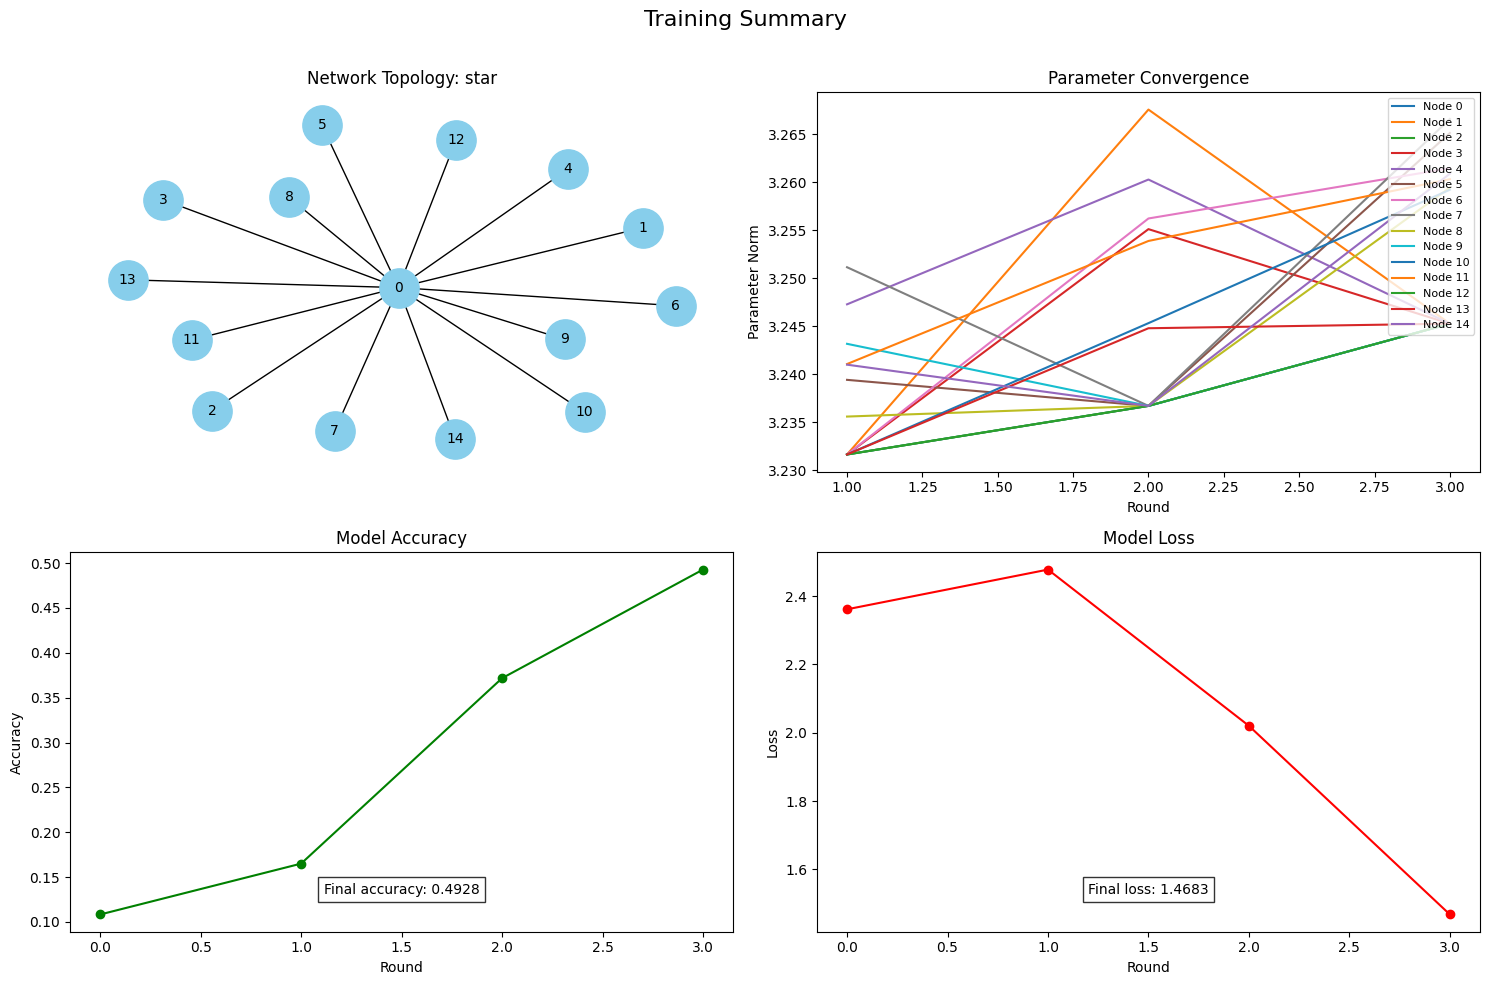 Training Summary
Network Topology: star
5
12
4
3
8
1
13
0
6
11
9
2
7
14
10
Parameter Convergence
Parameter Norm
3.265
3.260
3.255
3.250
3.245
3.240
3.235
3.230
1.00 1.25 1.50 1.75 2.00 2.25 2.50 2.75 3.00
Round
Node 0
Node 1
Node 2
Node 3
Node 4
Node 5
Node 6
Node 7
Node 8
Node 9
Node 10
Node 11
Node 12
Node 13
Node 14
Model Accuracy
Accuracy
0.50
0.45
0.40
0.35
0.30
0.25
0.20
0.15
0.10
Final accuracy: 0.4928
0.0 0.5 1.0 1.5 2.0 2.5 3.0
Round
Model Loss
Loss
2.4
2.2
2.0
1.8
1.6
Final loss: 1.4683
0.0 0.5 1.0 1.5 2.0 2.5 3.0
Round